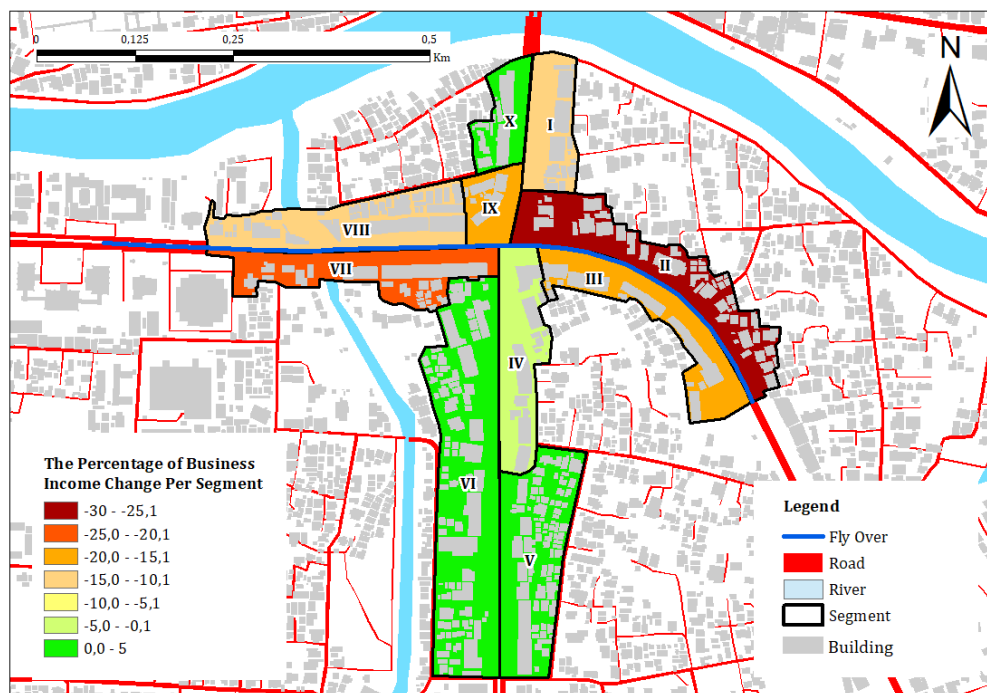 0
0,125
0,25
0,5
Km
N
X
I
IX
VIII
II
VII
III
IV
VI
V
The Percentage of Business
Income Change Per Segment
-30 - -25,1
-25,0 - -20,1
-20,0 - -15,1
-15,0 - -10,1
-10,0 - -5,1
-5,0 - -0,1
0,0 - 5
Legend
Fly Over
Road
River
Segment
Building